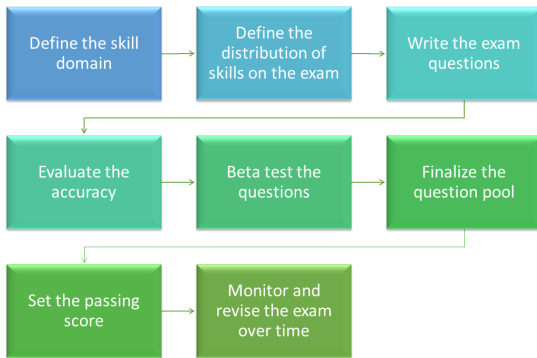 Define the skill
domain
Define the
distribution of
skills on the exam
Write the exam
questions
Evaluate the
accuracy
Beta test the
questions
Finalize the
question pool
Set the passing
score
Monitor and
revise the exam
over time